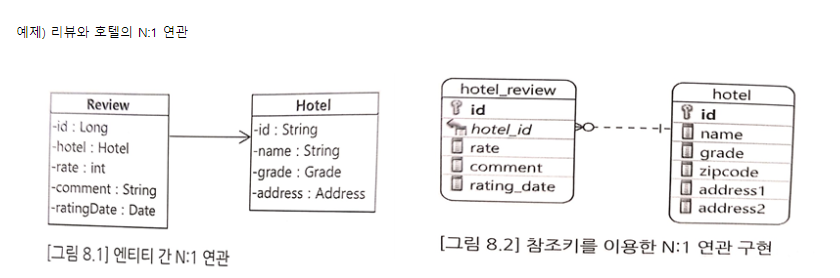 예제) 리뷰와 호텔의 N:1 연관
Review
-id : Long
-hotel : Hotel
-rate : int
-comment : String
-ratingDate : Date
Hotel
-id : String
-name : String
-grade : Grade
-address : Address
[그림 8.1] 엔티티 간 N:1 연관
hotel_review
id
hotel_id
rate
comment
rating_date
hotel
id
name
grade
zipcode
address1
address2
[그림 8.2] 참조키를 이용한 N:1 연관 구현